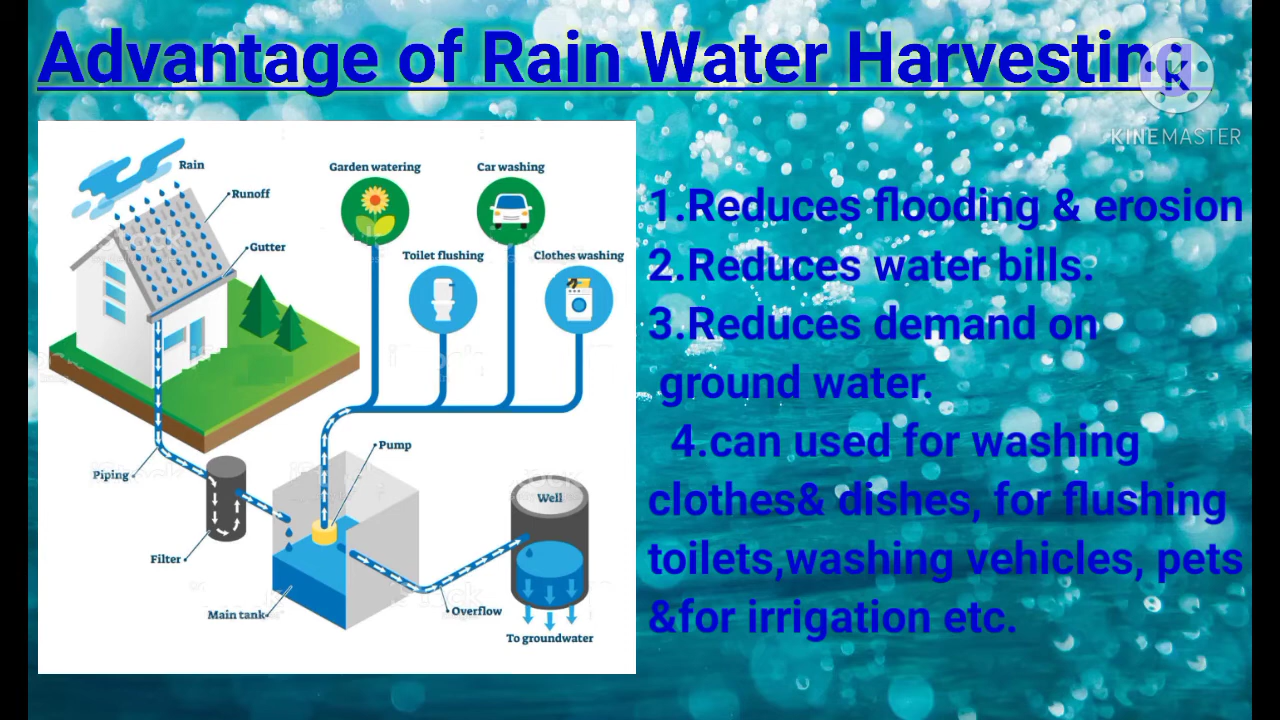 Advantage of Rain Water Harvesting
K
KINEMASTER
Rain
Runoff
Gutter
Garden watering
Car washing
Toilet flushing
Clothes washing
Piping
Filter
Pump
Main tank
Overflow
Well
To groundwater
1.Reduces flooding & erosion
2.Reduces water bills.
3.Reduces demand on
ground water.
4.can used for washing
clothes& dishes, for flushing
toilets,washing vehicles, pets
&for irrigation etc.